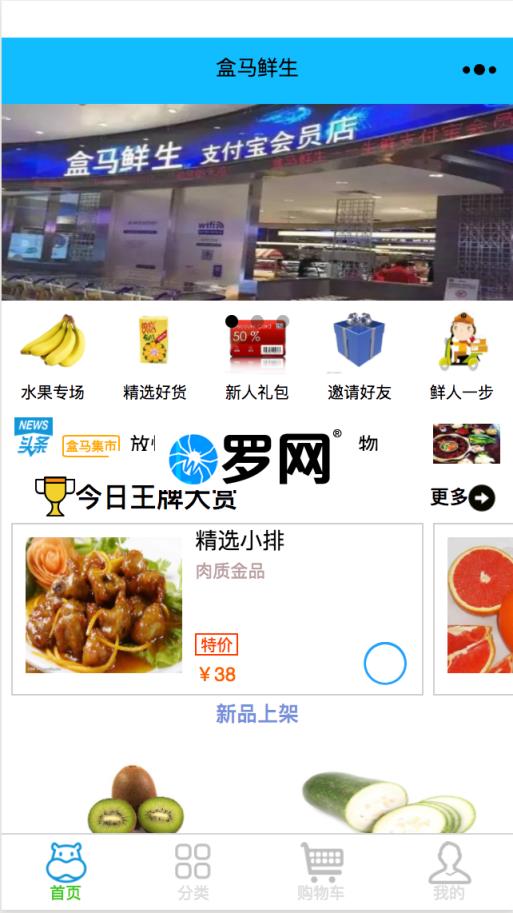 盒马鲜生
盒马鲜生 支付宝会员店
wifi
50 %
水果专场
精选好货
新人礼包
邀请好友
鲜人一步
NEWS
头条
盒马集市
物
罗网®
今日王牌大赏
更多
精选小排
肉质金品
特价
¥38
新品上架
首页
分类
购物车
我的